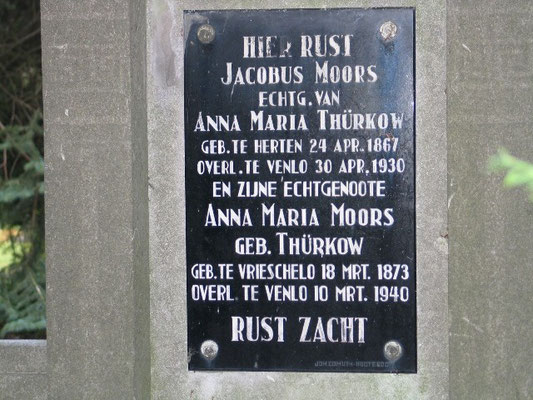 HIER RUST
JACOBUS MOORS
ECHTG. VAN
ANNA MARIA THÜRKOW
GEB. TE HERTEN 24 APR. 1867
OVERL. TE VENLO 30 APR. 1930
EN ZIJNE ECHTGENOOTE
ANNA MARIA MOORS
GEB. THÜRKOW
GEB. TE VRIESCHELO 18 MRT. 1873
OVERL. TE VENLO 10 MRT. 1940
RUST ZACHT